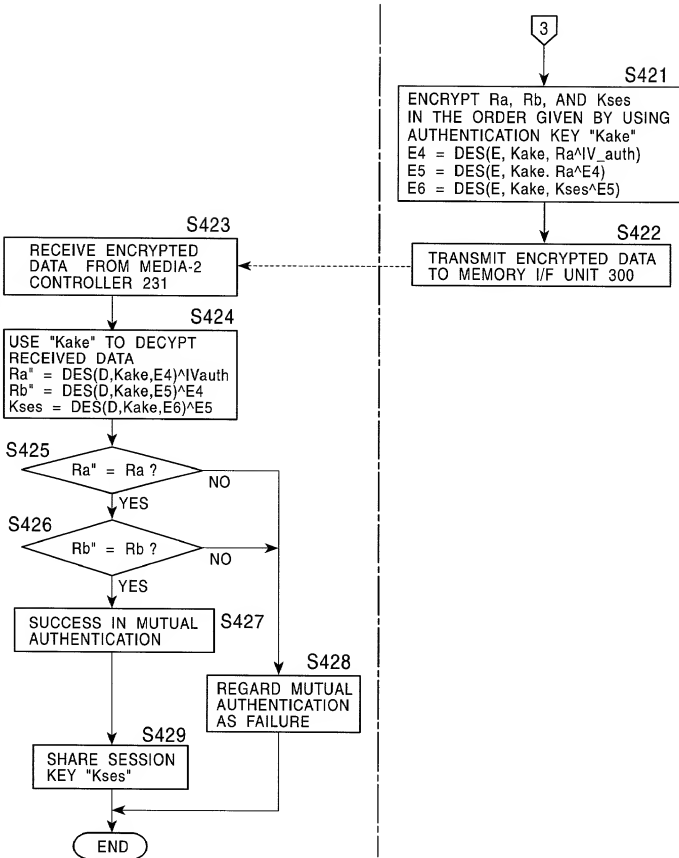 3
S421
ENCRYPT Ra, Rb, AND Kses
IN THE ORDER GIVEN BY USING
AUTHENTICATION KEY "Kake"
E4 = DES(E, Kake, Ra^IV_auth)
E5 = DES(E, Kake. Ra^E4)
E6 = DES(E, Kake, Kses^E5)
S422
TRANSMIT ENCRYPTED DATA
TO MEMORY I/F UNIT 300
S423
RECEIVE ENCRYPTED
DATA FROM MEDIA-2
CONTROLLER 231
S424
USE "Kake" TO DECYPT
RECEIVED DATA
Ra" = DES(D,Kake,E4)^IVauth
Rb" = DES(D,Kake,E5)^E4
Kses = DES(D,Kake,E6)^E5
S425
Ra" = Ra ?
NO
YES
S426
Rb" = Rb ?
NO
YES
SUCCESS IN MUTUAL
AUTHENTICATION
S427
S428
REGARD MUTUAL
AUTHENTICATION
AS FAILURE
S429
SHARE SESSION
KEY "Kses"
END